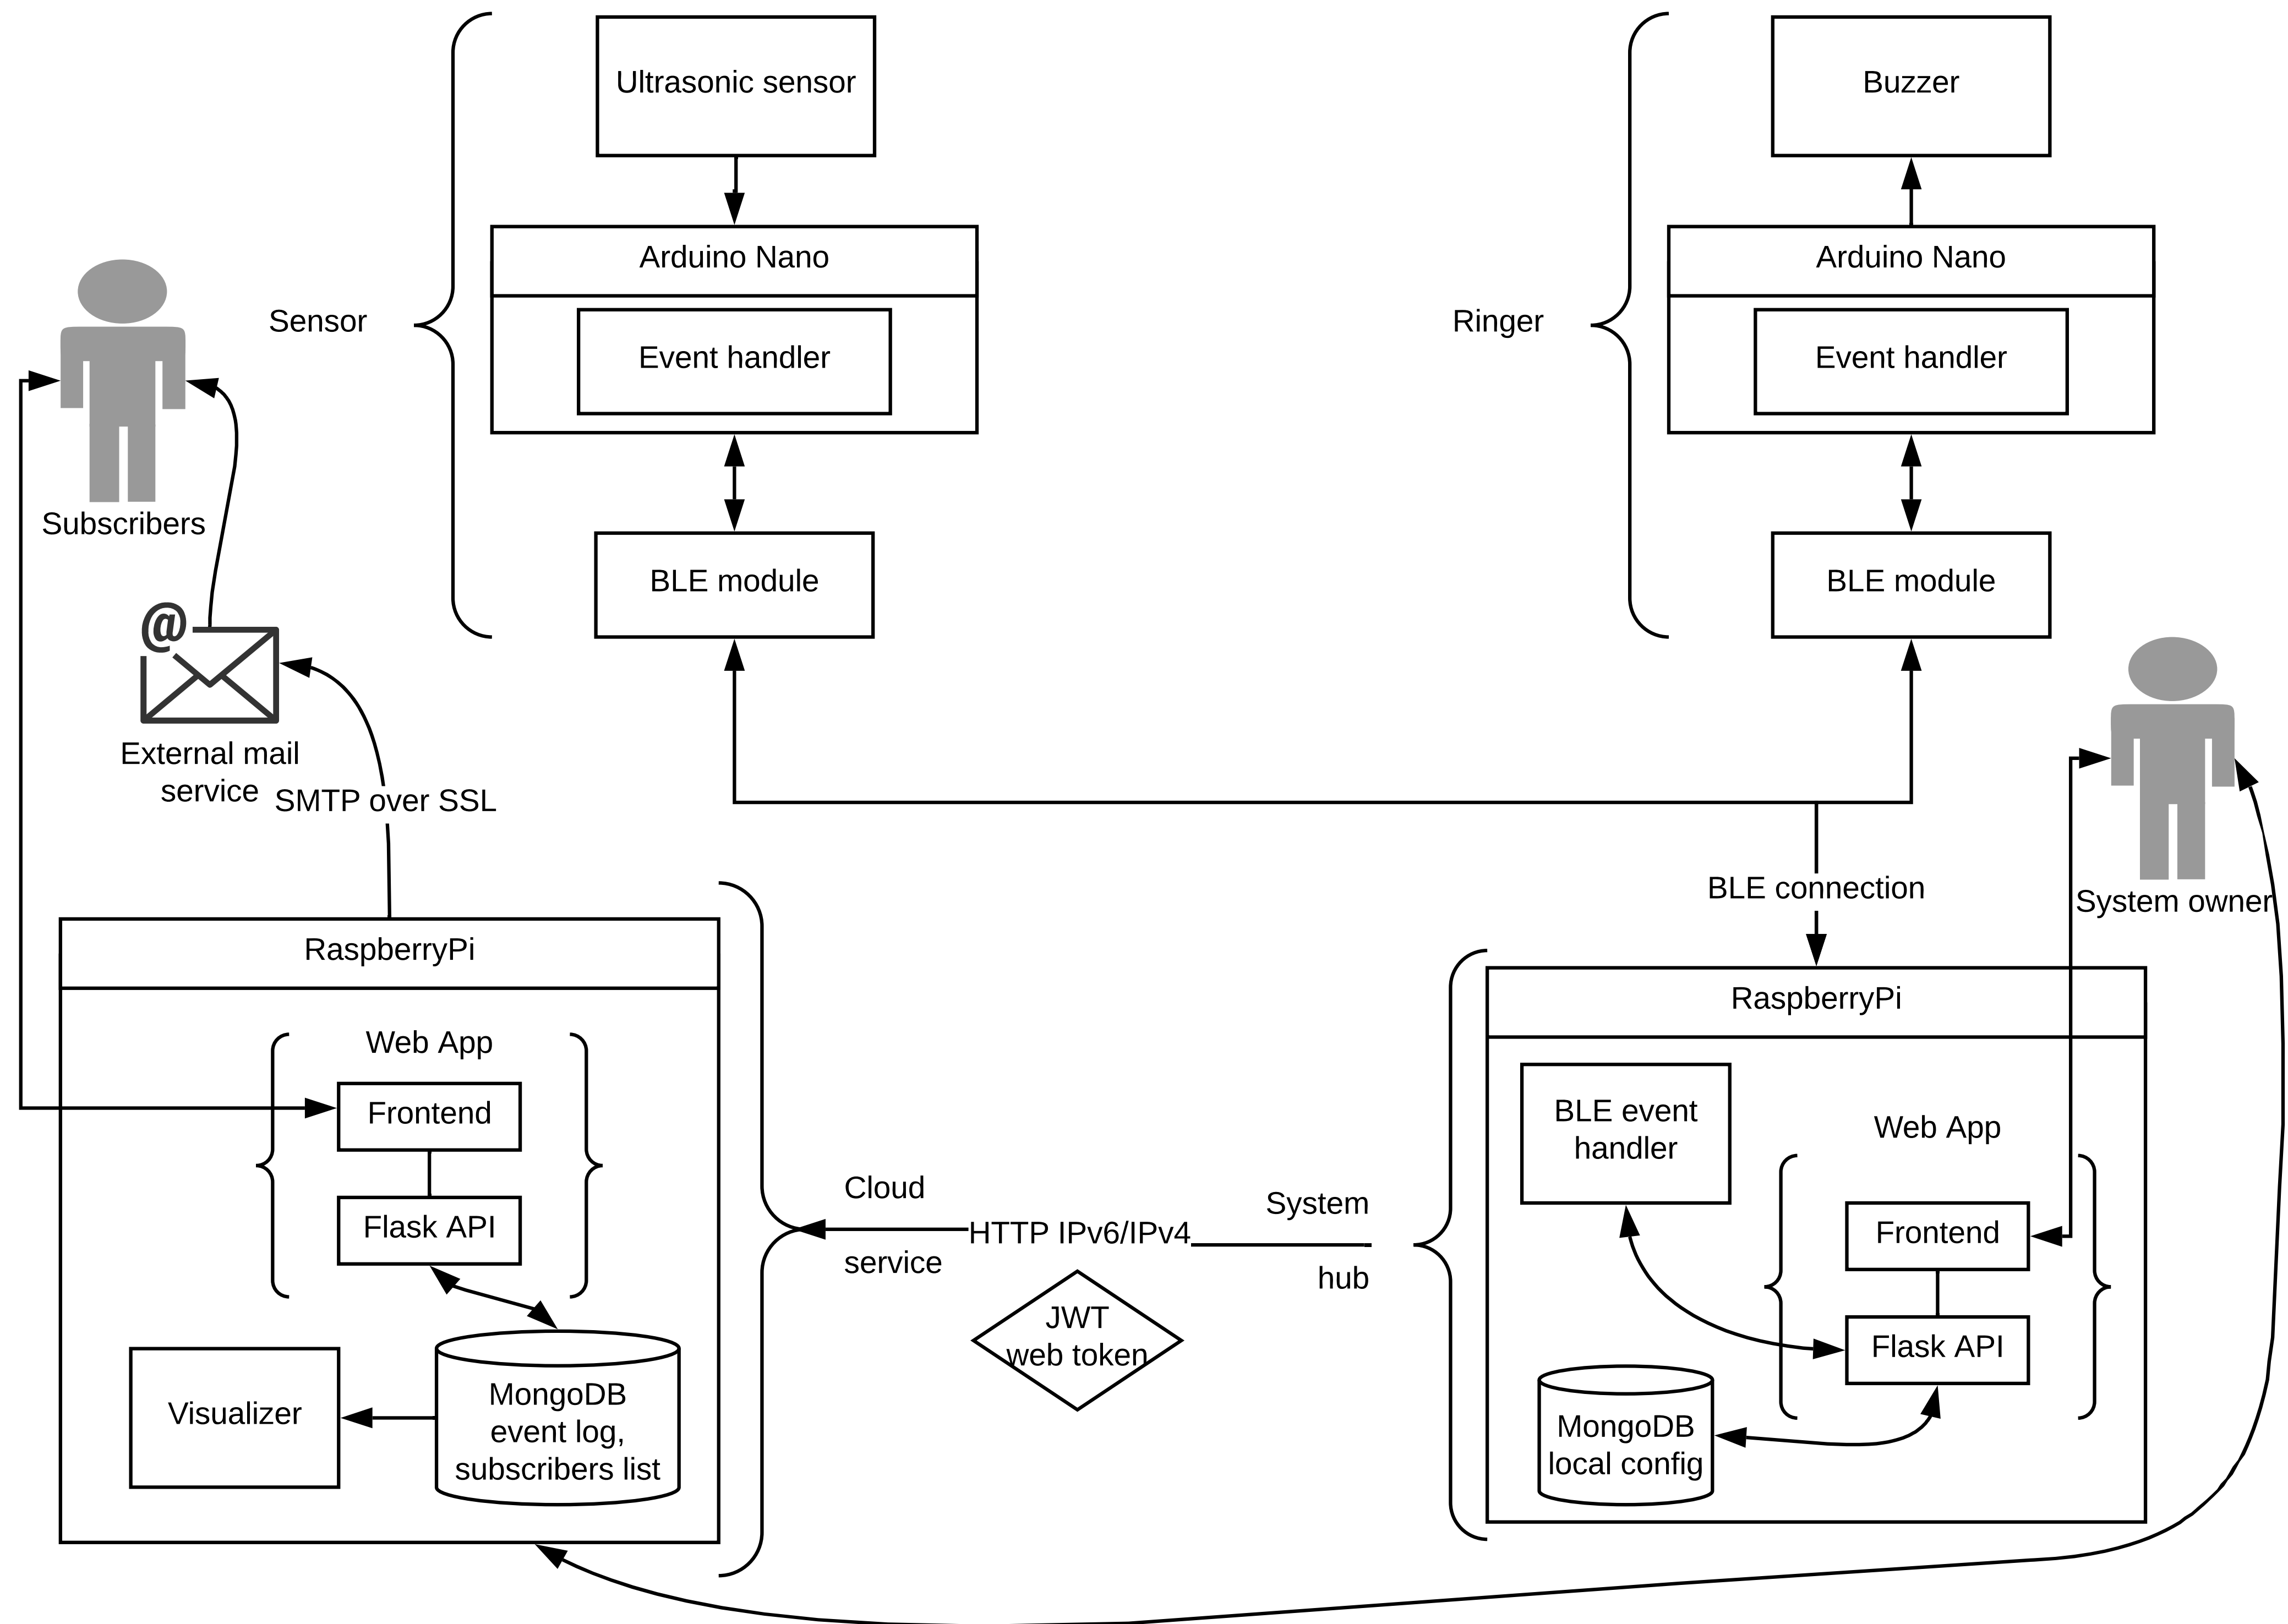 Ultrasonic sensor
Buzzer
Arduino Nano
Arduino Nano
Sensor
Ringer
Event handler
Event handler
Subscribers
BLE module
BLE module
@
External mail
service
SMTP over SSL
BLE connection
System owner
RaspberryPi
RaspberryPi
Web App
Frontend
Flask API
Visualizer
MongoDB
event log,
subscribers list
Cloud
service
HTTP IPv6/IPv4
JWT
web token
System
hub
BLE event
handler
Web App
Frontend
Flask API
MongoDB
local config